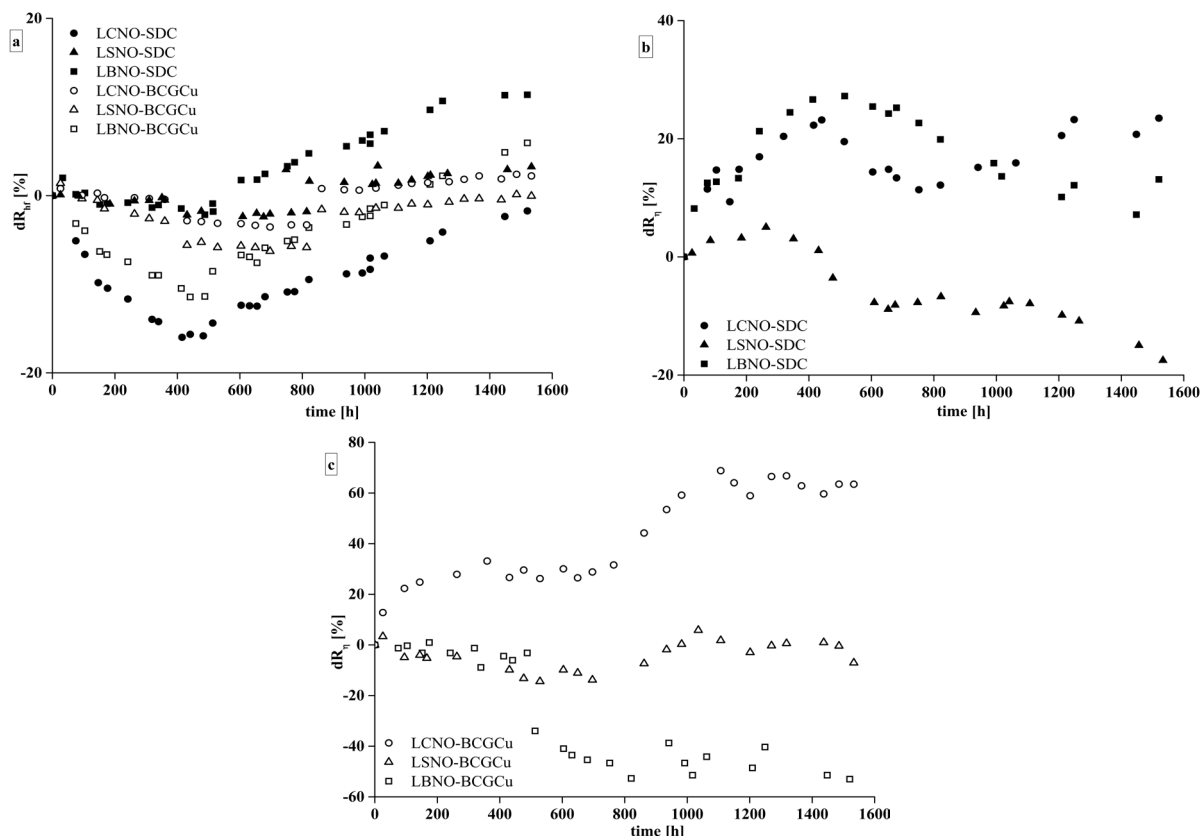 a
LCNO-SDC
LSNO-SDC
LBNO-SDC
LCNO-BCGCu
LSNO-BCGCu
LBNO-BCGCu
20
0
-20
dR_hf [%]
0 200 400 600 800 1000 1200 1400 1600
time [h]
b
40
20
0
-20
dR_η [%]
LCNO-SDC
LSNO-SDC
LBNO-SDC
0 200 400 600 800 1000 1200 1400 1600
time [h]
c
80
60
40
20
0
-20
-40
-60
dR_η [%]
LCNO-BCGCu
LSNO-BCGCu
LBNO-BCGCu
0 200 400 600 800 1000 1200 1400 1600
time [h]